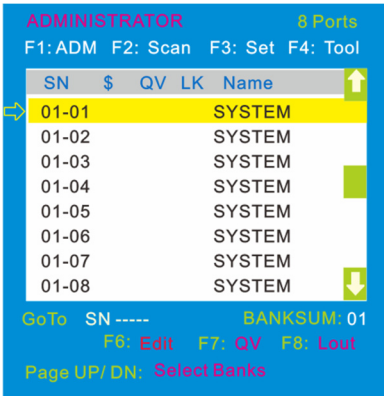 ADMINISTRATOR 8 Ports
F1: ADM F2: Scan F3: Set F4: Tool
SN $ QV LK Name
01-01 SYSTEM
01-02 SYSTEM
01-03 SYSTEM
01-04 SYSTEM
01-05 SYSTEM
01-06 SYSTEM
01-07 SYSTEM
01-08 SYSTEM
GoTo SN ----- BANKSUM: 01
F6: Edit F7: QV F8: Lout
Page UP/ DN: Select Banks